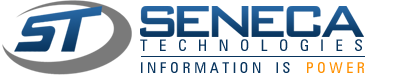 ST
SENECA
TECHNOLOGIES
INFORMATION IS POWER